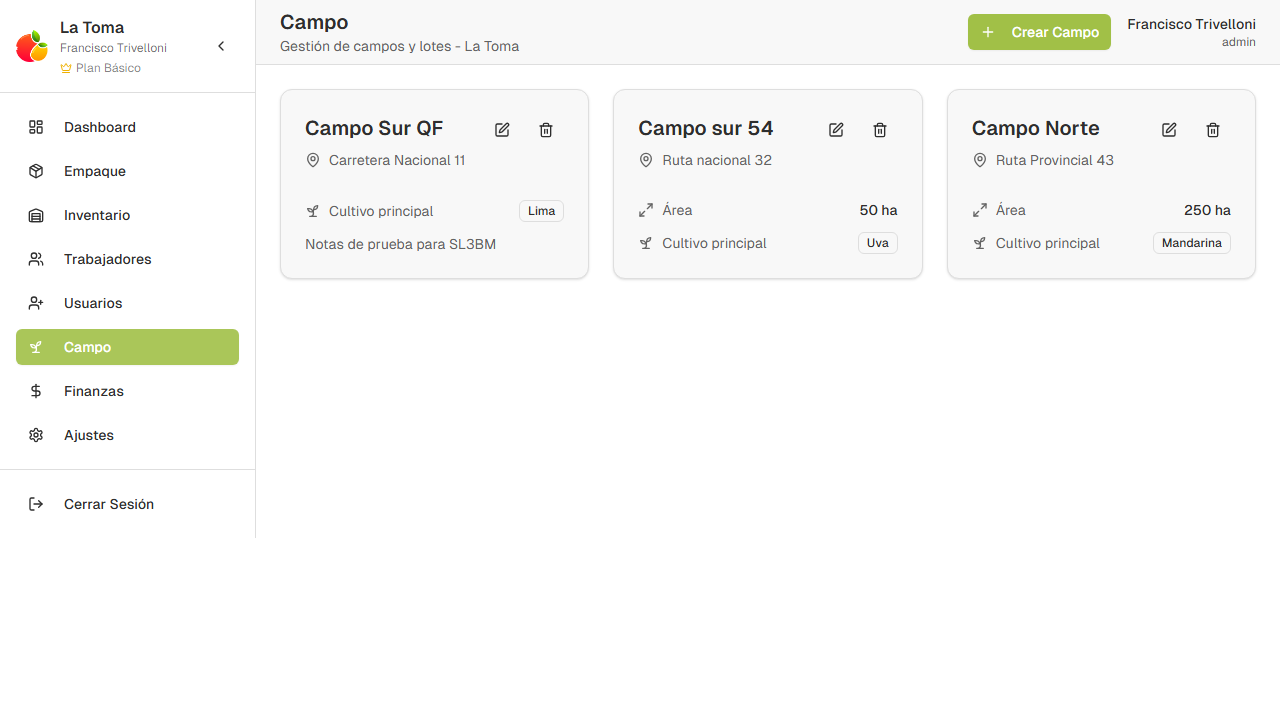 La Toma
Francisco Trivelloni
Plan Básico
Dashboard
Empaque
Inventario
Trabajadores
Usuarios
Campo
Finanzas
Ajustes
Cerrar Sesión
Campo
Gestión de campos y lotes - La Toma
Crear Campo
Francisco Trivelloni
admin
Campo Sur QF
Carretera Nacional 11
Cultivo principal Lima
Notas de prueba para SL3BM
Campo sur 54
Ruta nacional 32
Área 50 ha
Cultivo principal Uva
Campo Norte
Ruta Provincial 43
Área 250 ha
Cultivo principal Mandarina